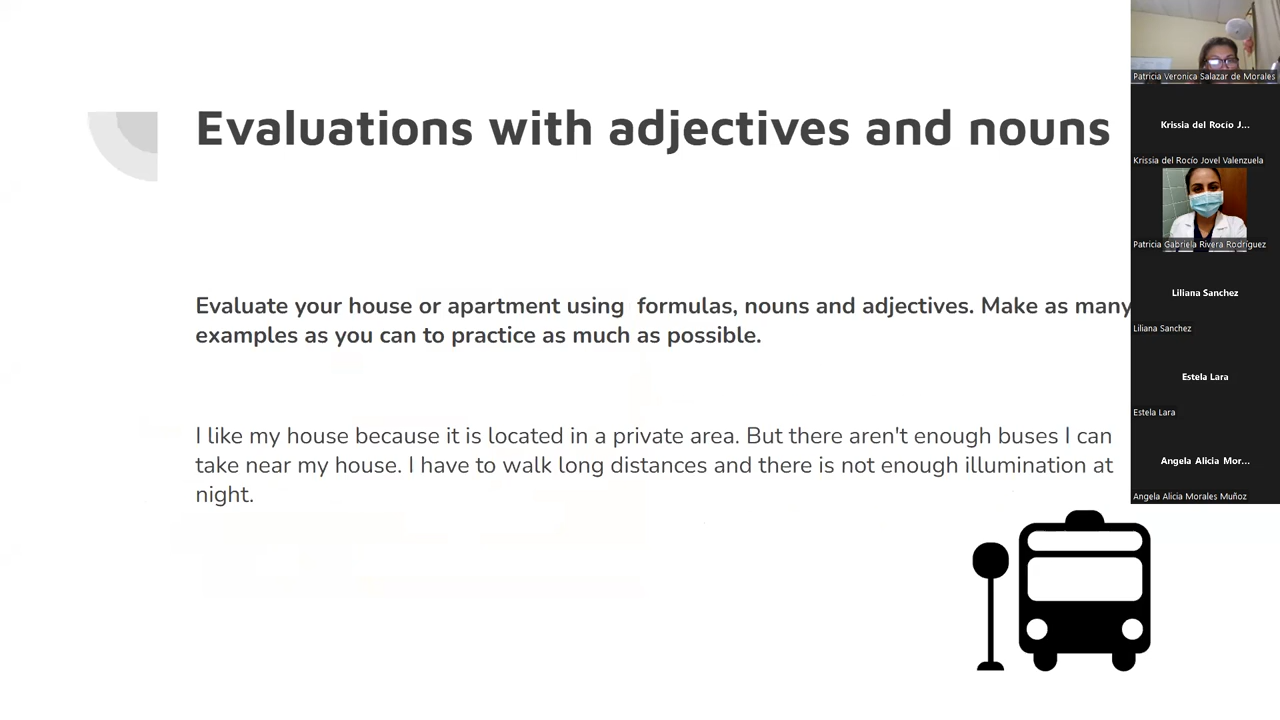 Evaluations with adjectives and nouns
Evaluate your house or apartment using  formulas, nouns and adjectives. Make as many
examples as you can to practice as much as possible.
I like my house because it is located in a private area. But there aren't enough buses I can
take near my house. I have to walk long distances and there is not enough illumination at
night.
Patricia Veronica Salazar de Morales
Krissia del Rocío J...
Krissia del Rocío Jovel Valenzuela
Patricia Gabriela Rivera Rodríguez
Liliana Sanchez
Liliana Sanchez
Estela Lara
Estela Lara
Angela Alicia Mor...
Angela Alicia Morales Muñoz